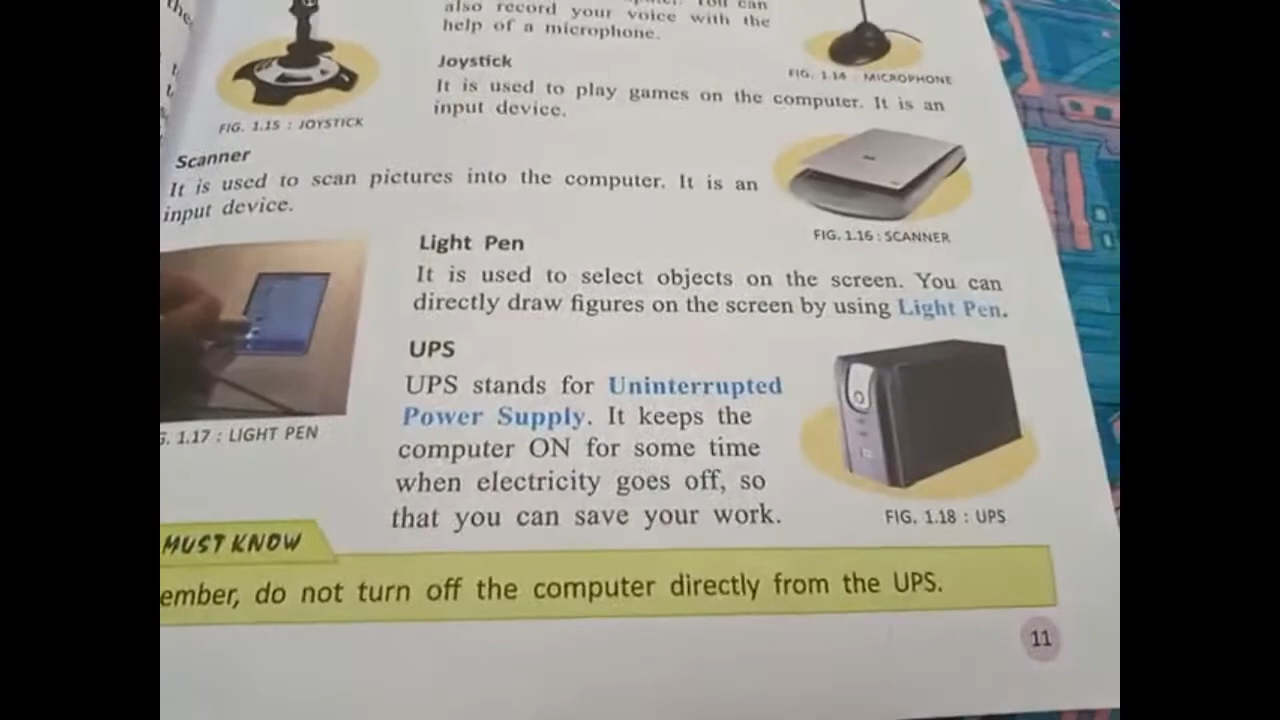 the
You can
also record your voice with the
help of a microphone.
FIG. 1.14 : MICROPHONE
Joystick
It is used to play games on the computer. It is an
input device.
FIG. 1.15 : JOYSTICK
Scanner
It is used to scan pictures into the computer. It is an
input device.
FIG. 1.16 : SCANNER
Light Pen
It is used to select objects on the screen. You can
directly draw figures on the screen by using Light Pen.
1.17 : LIGHT PEN
UPS
UPS stands for Uninterrupted
Power Supply. It keeps the
computer ON for some time
when electricity goes off, so
that you can save your work.
FIG. 1.18 : UPS
MUST KNOW
ember, do not turn off the computer directly from the UPS.
11